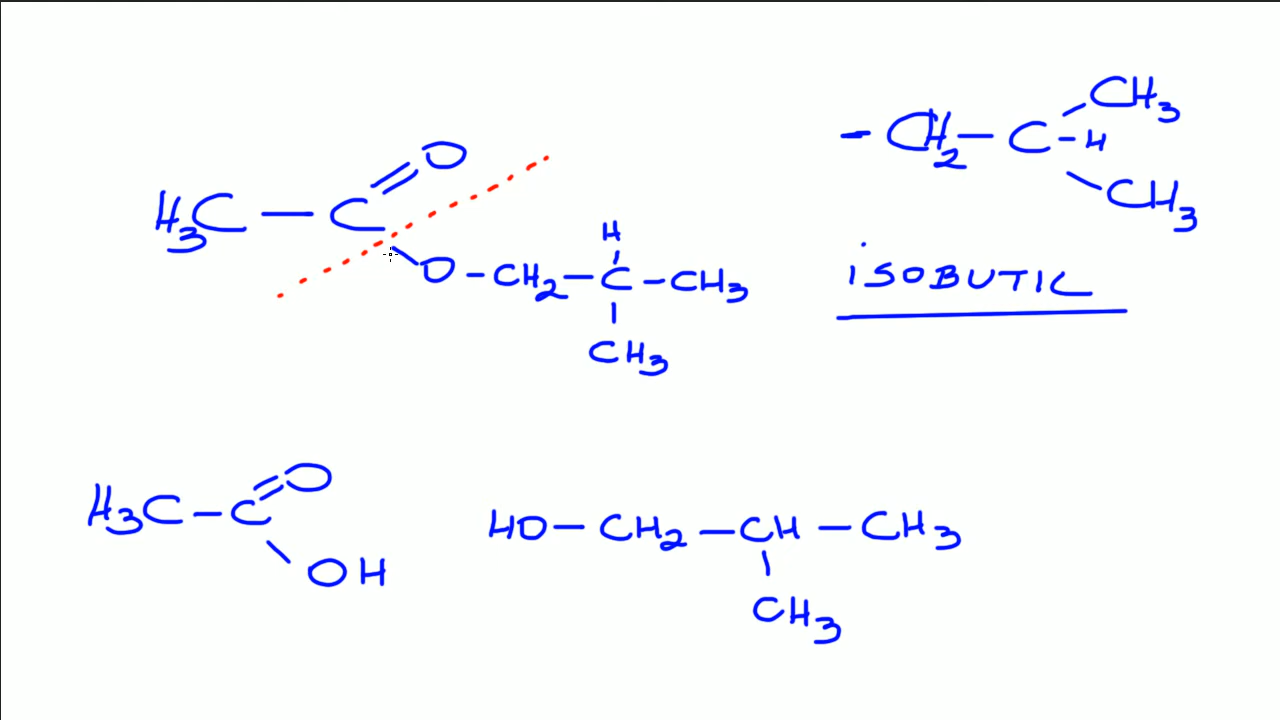 CH3
- CH2 - C - H
CH3
O
H3C - C
H
O - CH2 - C - CH3
CH3
iSOBUTIL
O
H3C - C
OH
HO - CH2 - CH - CH3
CH3